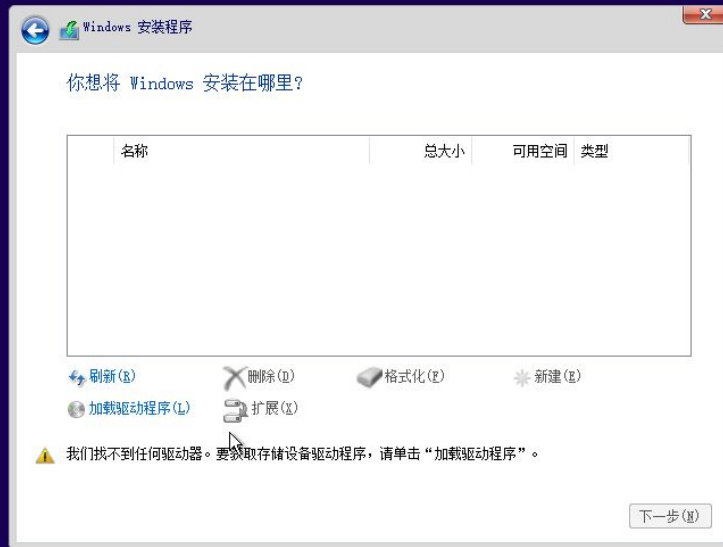 Windows 安装程序
你想将 Windows 安装在哪里?
名称 总大小 可用空间 类型
刷新(R) 删除(D) 格式化(F) 新建(E)
加载驱动程序(L) 扩展(X)
我们找不到任何驱动器。要获取存储设备驱动程序，请单击“加载驱动程序”。
下一步(N)